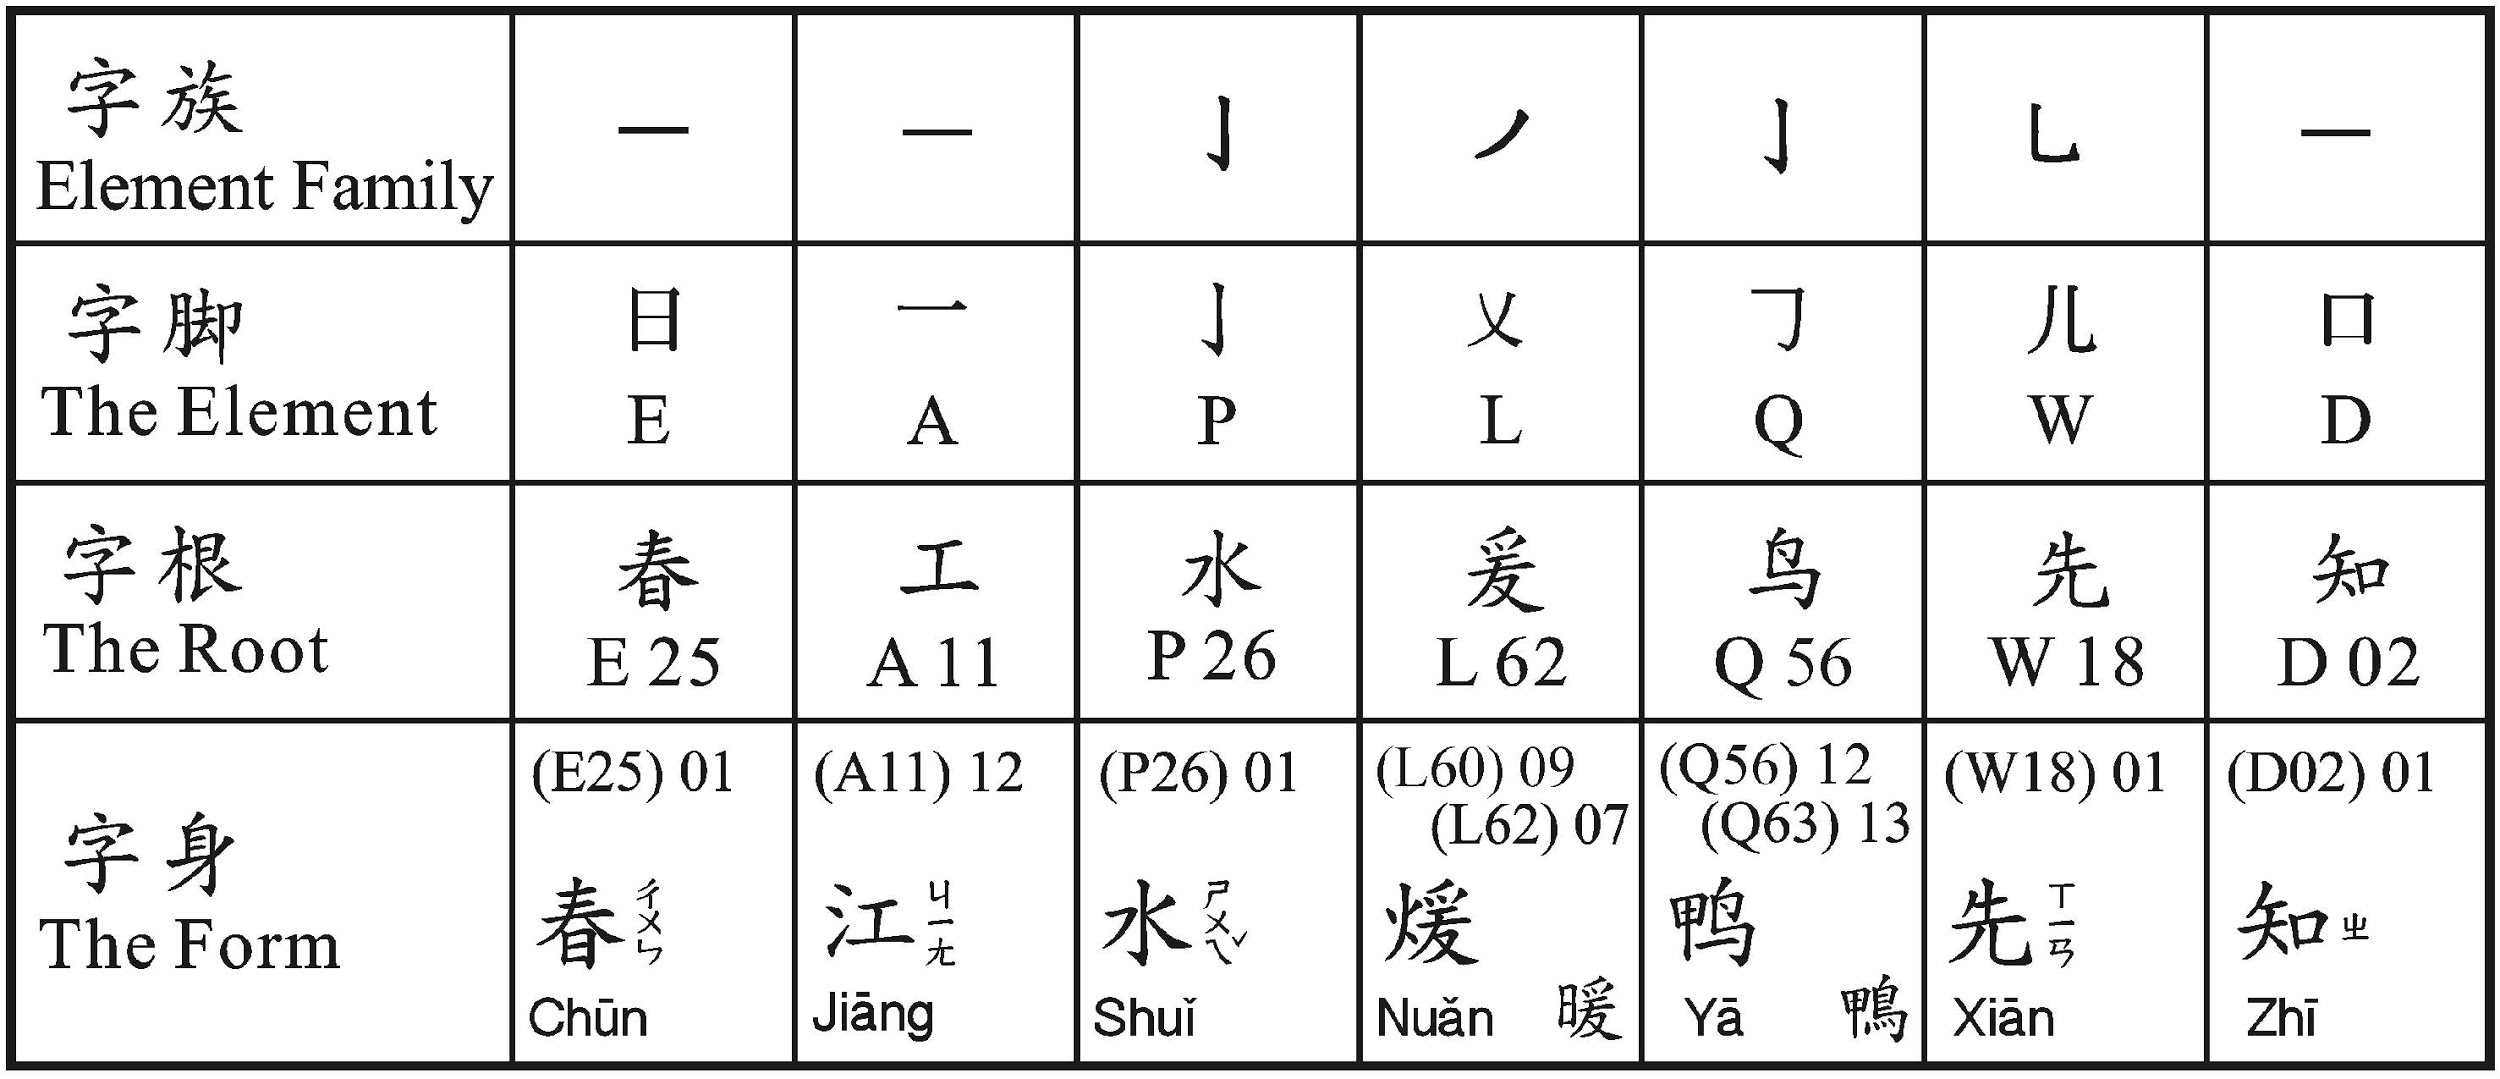 字族 一 一 亅 ㇒ 亅 乚 一
Element Family
字脚 日 一 亅 乂 ㇆ 儿 口
The Element E A P L Q W D
字根 春 工 水 爰 鸟 先 知
The Root E 25 A 11 P 26 L 62 Q 56 W 18 D 02
(E25) 01 (A11) 12 (P26) 01 (L60) 09 (Q56) 12 (W18) 01 (D02) 01
(L62) 07 (Q63) 13
字身 春 ㄔㄨㄣ 江 ㄐㄧㄤ 水 ㄕㄨㄟˇ 煖 鸭 先 ㄒㄧㄢ 知 ㄓ
The Form
Chūn Jiāng Shuǐ Nuǎn 暖 Yā 鴨 Xiān Zhī